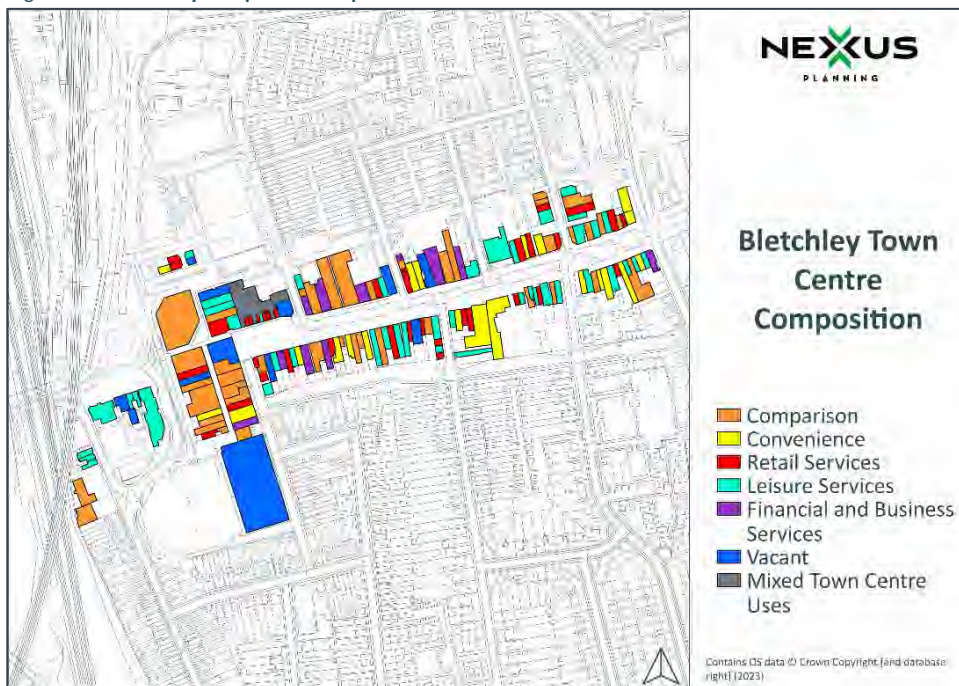 NEXUS
PLANNING
Bletchley Town
Centre
Composition
Comparison
Convenience
Retail Services
Leisure Services
Financial and Business
Services
Vacant
Mixed Town Centre
Uses
Contains OS data © Crown Copyright [and database
right] (2023)